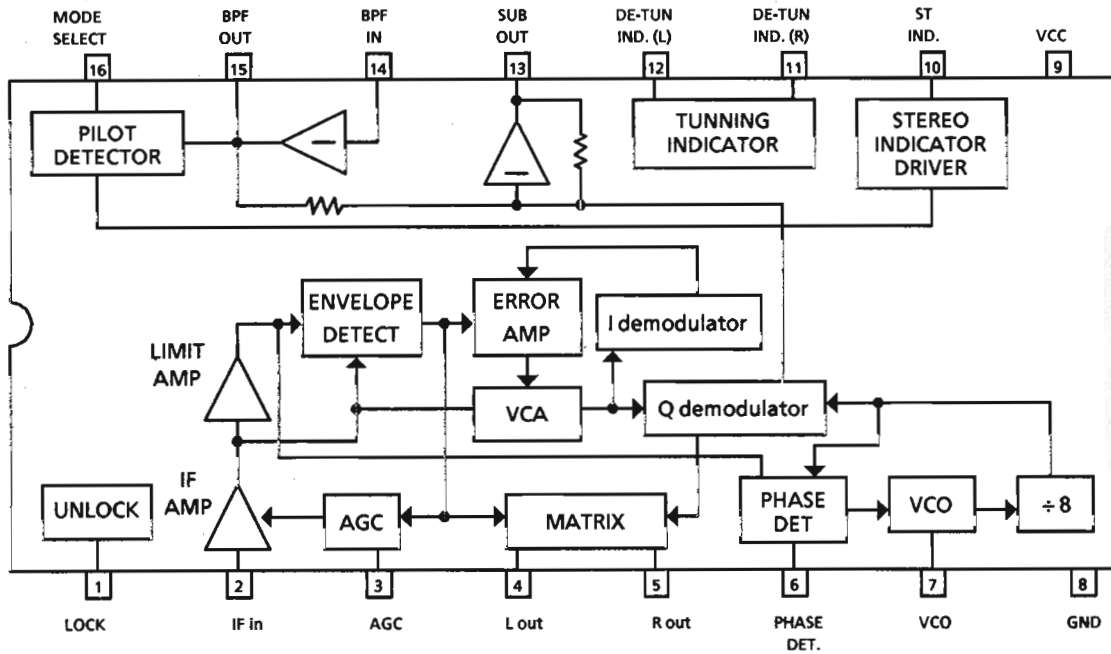 MODE SELECT
BPF OUT
BPF IN
SUB OUT
DE-TUN IND. (L)
DE-TUN IND. (R)
ST IND.
VCC
16
15
14
13
12
11
10
9
PILOT DETECTOR
TUNNING INDICATOR
STEREO INDICATOR DRIVER
ENVELOPE DETECT
ERROR AMP
I demodulator
LIMIT AMP
VCA
Q demodulator
IF AMP
UNLOCK
AGC
MATRIX
PHASE DET
VCO
÷8
1
2
3
4
5
6
7
8
LOCK
IF in
AGC
L out
R out
PHASE DET.
VCO
GND